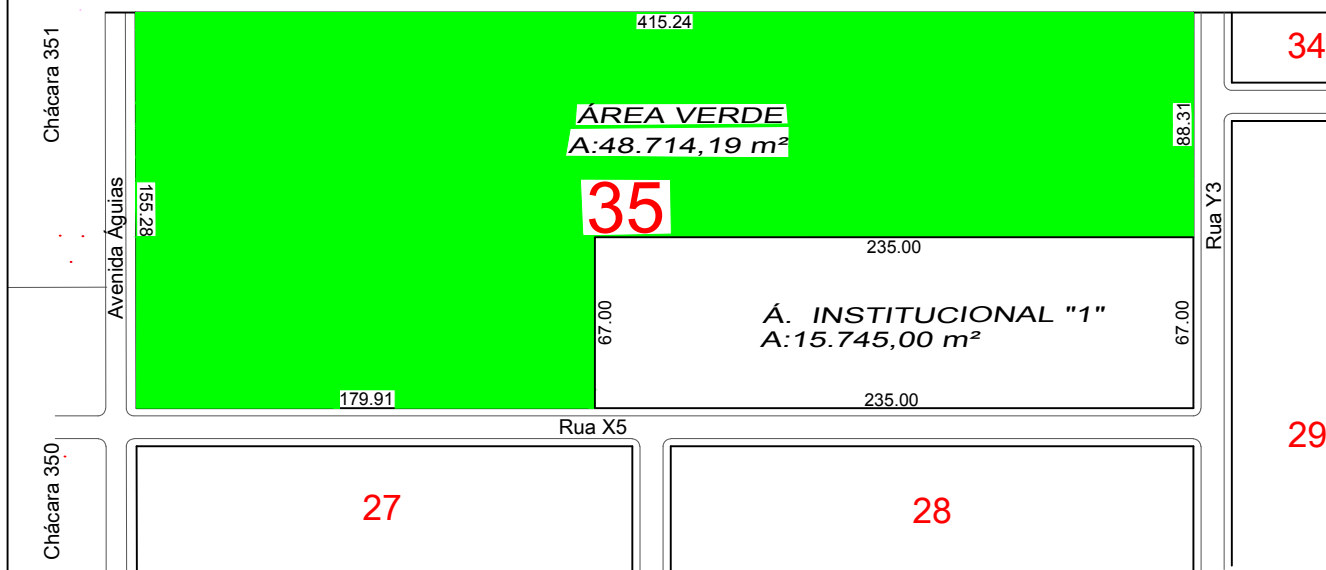 415.24
Chácara 351
34
ÁREA VERDE
A:48.714,19 m²
88.31
35
155.28
Avenida Águias
Rua Y3
235.00
67.00
Á. INSTITUCIONAL "1"
A:15.745,00 m²
67.00
179.91
235.00
Rua X5
29
Chácara 350
27
28